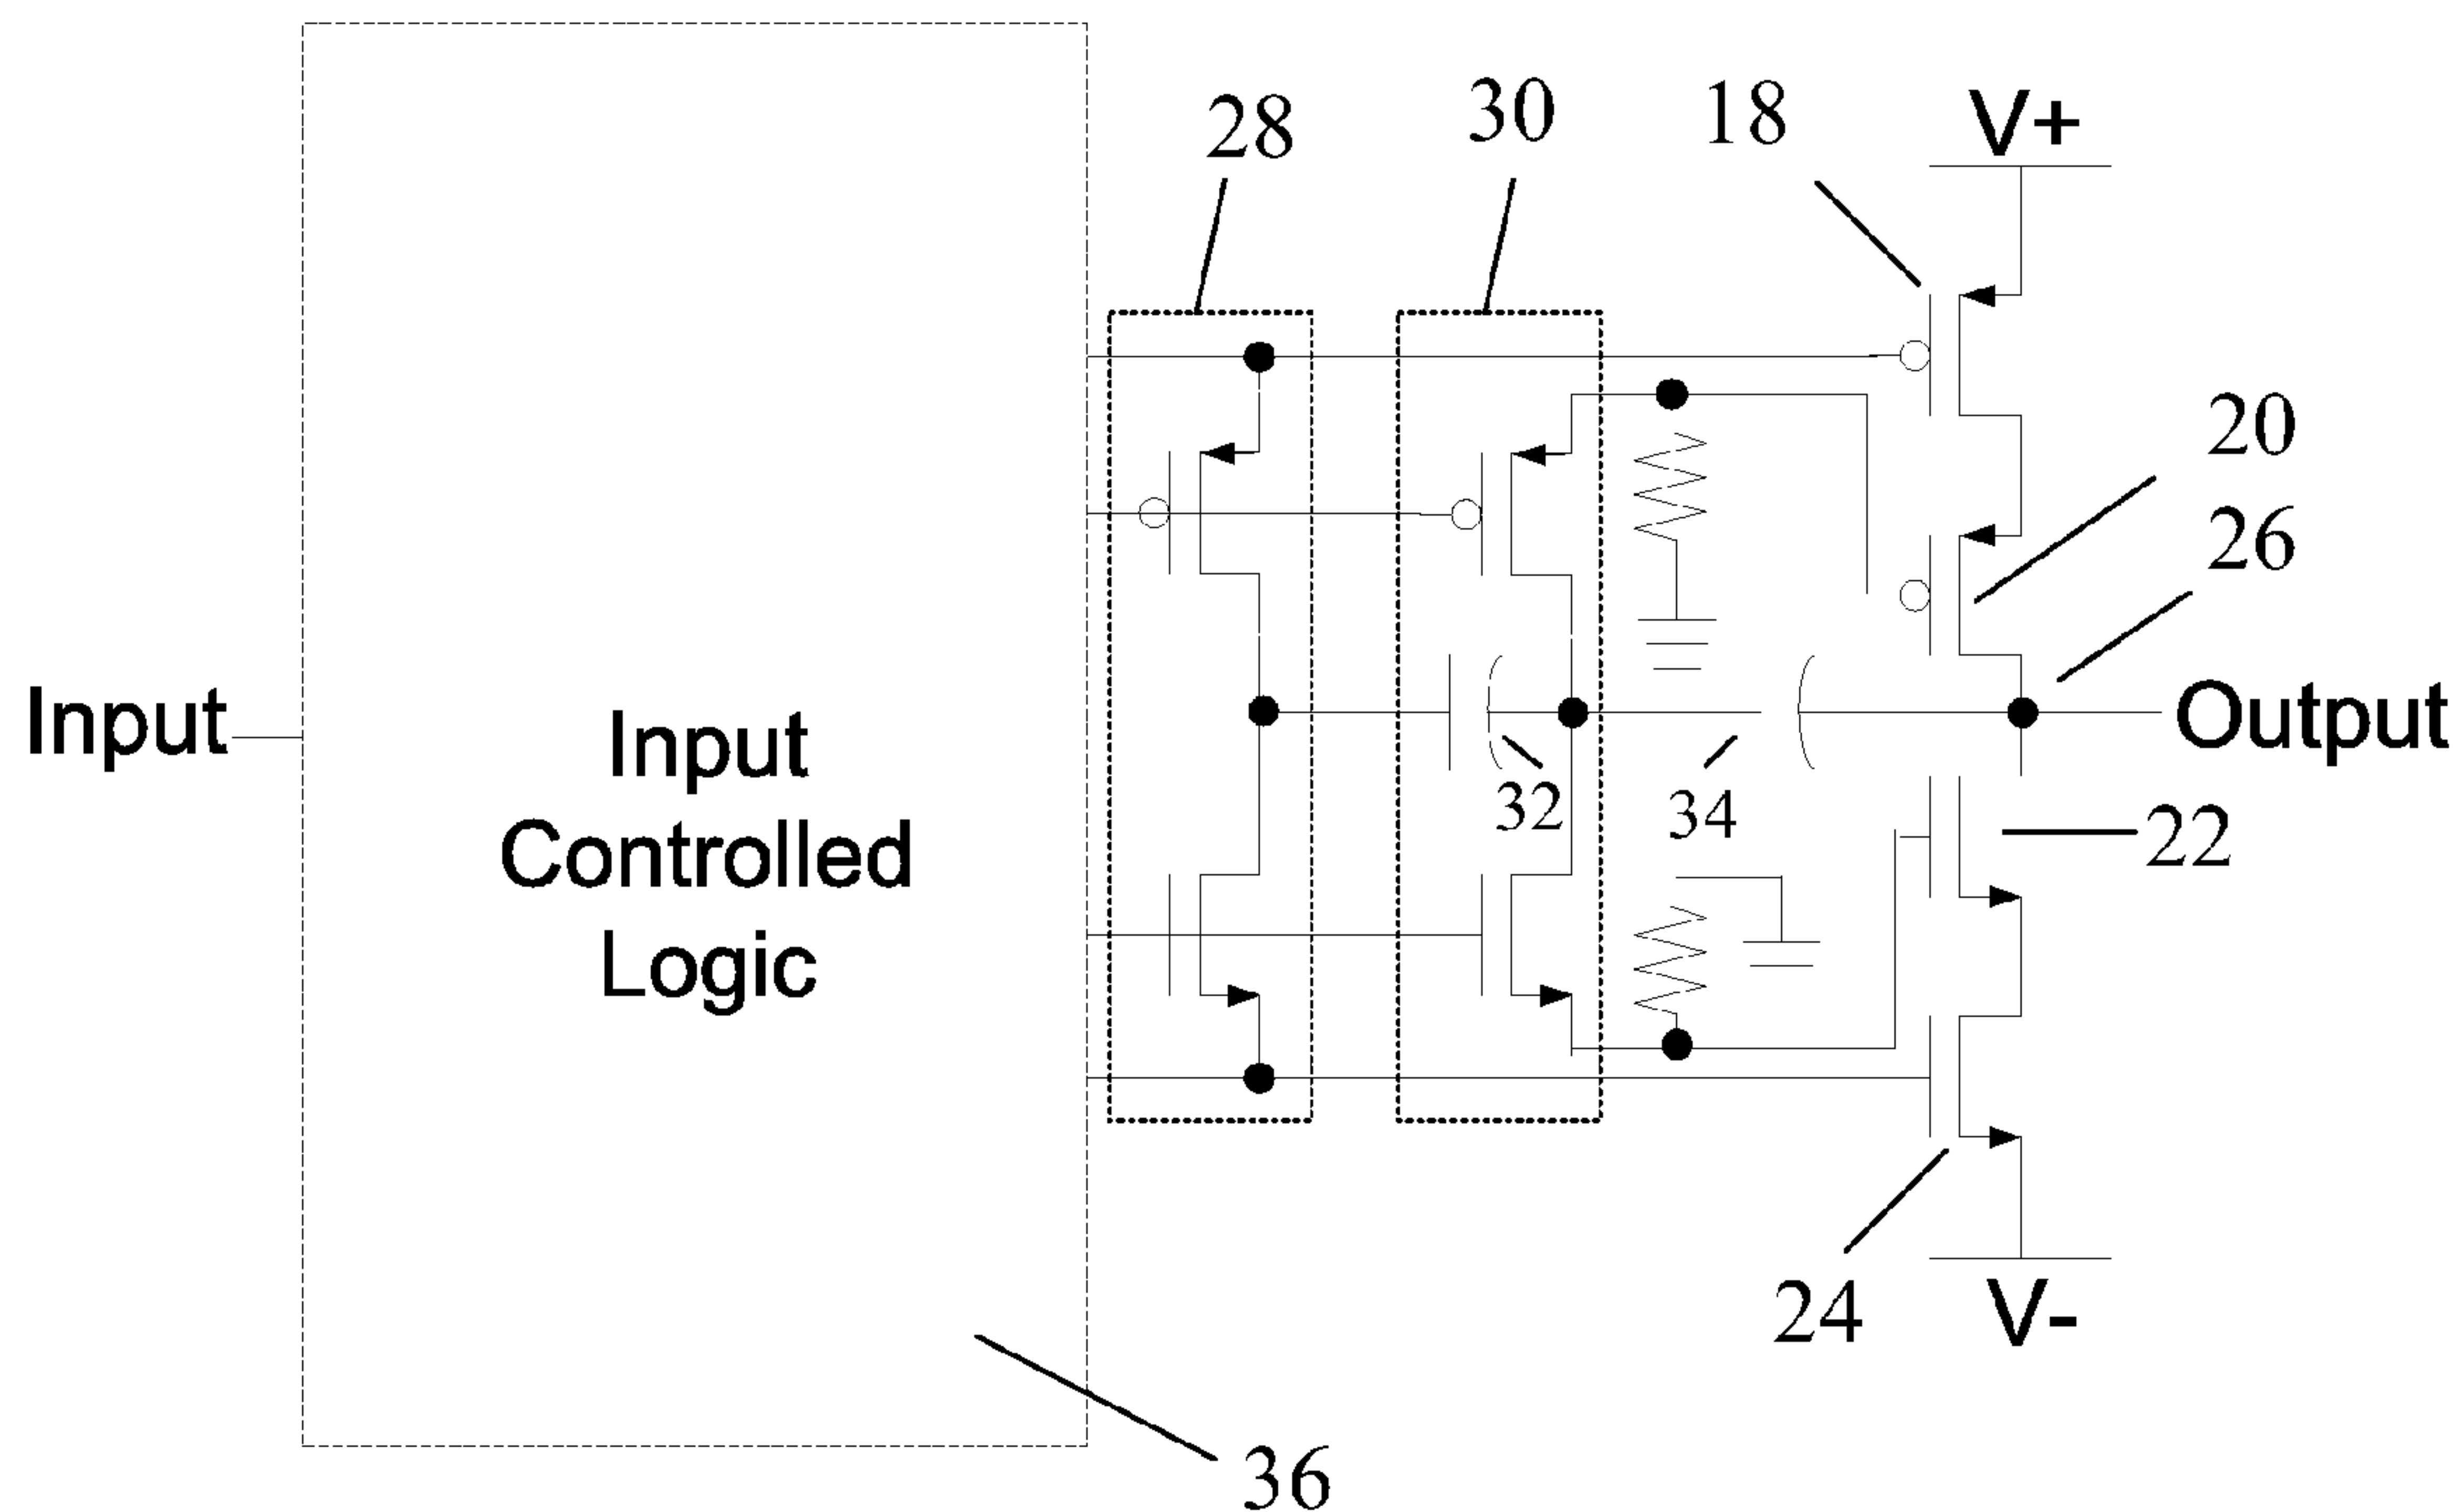 28
30
18
V+
20
26
Input
Input
Controlled
Logic
32
34
Output
22
24
V-
36